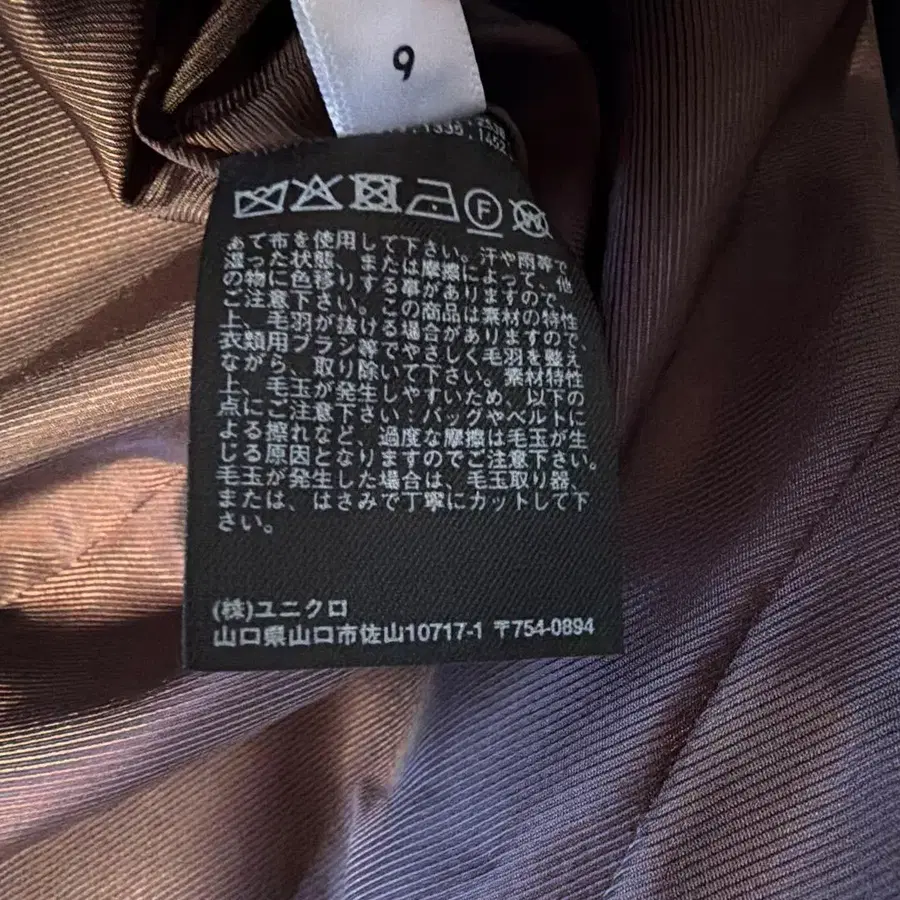 9
1335
あて布を使用して下さい。汗や雨等で
湿った状態、または摩擦によって、他
の物に色移りする事がありますので、
ご注意下さい。この商品は素材の特性
上、毛羽が抜ける場合がありますので、
衣類用ブラシ等でやさしく毛羽を整え
ながら、取り除いて下さい。素材特性
上、毛玉が発生しやすいため、以下の
点にご注意下さい:バッグやベルトに
よる擦れなど、過度な摩擦は毛玉が生
じる原因となりますのでご注意下さい。
毛玉が発生した場合は、毛玉取り器、
または、はさみで丁寧にカットして下
さい。
(株)ユニクロ
山口県山口市佐山10717-1 〒754-0894